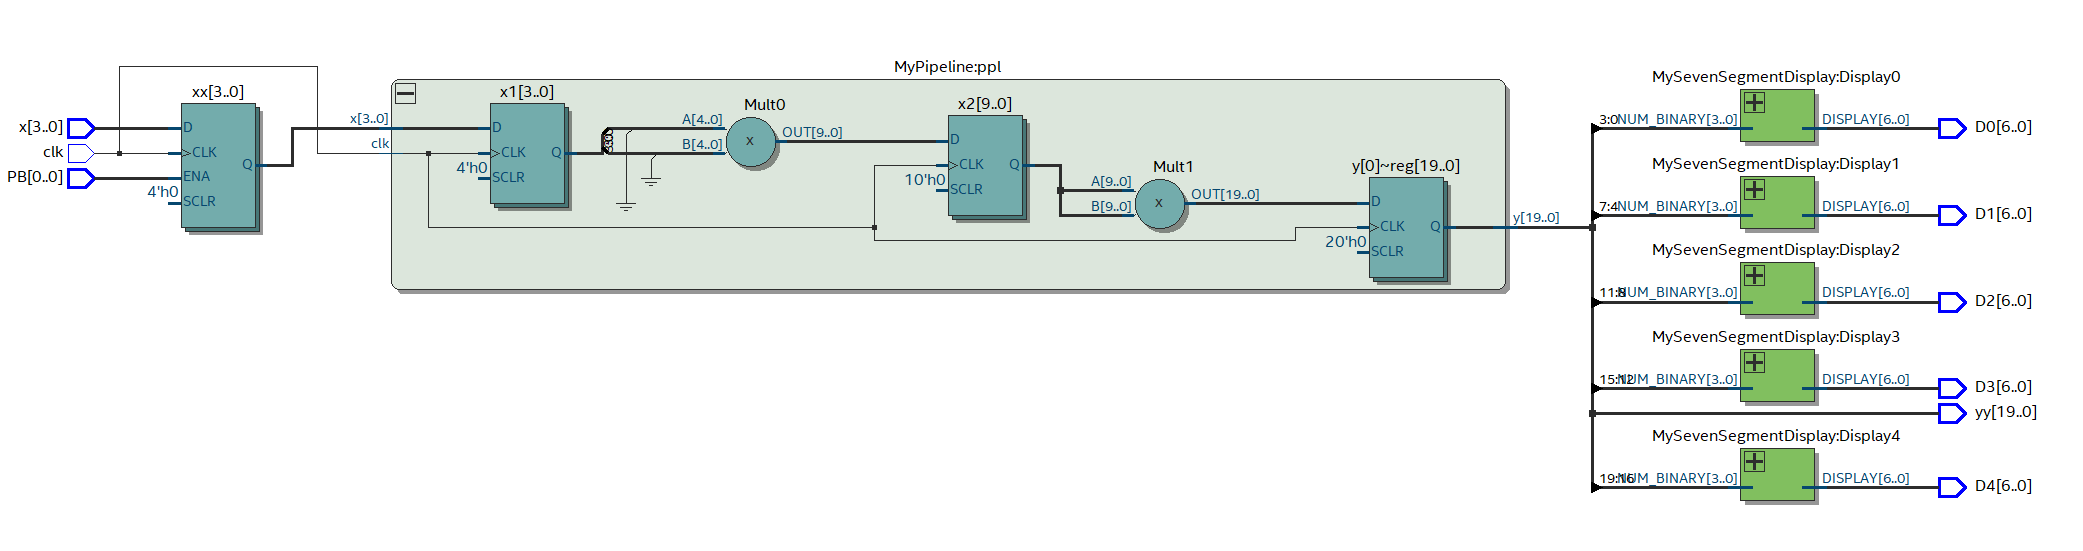 MyPipeline:ppl
xx[3..0]
x[3..0]
clk
PB[0..0]
D
CLK
ENA
SCLR
Q
4'h0
x[3..0]
clk
x1[3..0]
D
CLK
SCLR
Q
4'h0
Mult0
A[4..0]
B[4..0]
x
OUT[9..0]
x2[9..0]
D
CLK
SCLR
Q
10'h0
Mult1
A[9..0]
B[9..0]
x
OUT[19..0]
y[0]~reg[19..0]
D
CLK
SCLR
Q
20'h0
y[19..0]
MySevenSegmentDisplay:Display0
3:0 NUM_BINARY[3..0] DISPLAY[6..0] D0[6..0]
MySevenSegmentDisplay:Display1
7:4 NUM_BINARY[3..0] DISPLAY[6..0] D1[6..0]
MySevenSegmentDisplay:Display2
11:8 NUM_BINARY[3..0] DISPLAY[6..0] D2[6..0]
MySevenSegmentDisplay:Display3
15:12 NUM_BINARY[3..0] DISPLAY[6..0] D3[6..0]
yy[19..0]
MySevenSegmentDisplay:Display4
19:16 NUM_BINARY[3..0] DISPLAY[6..0] D4[6..0]